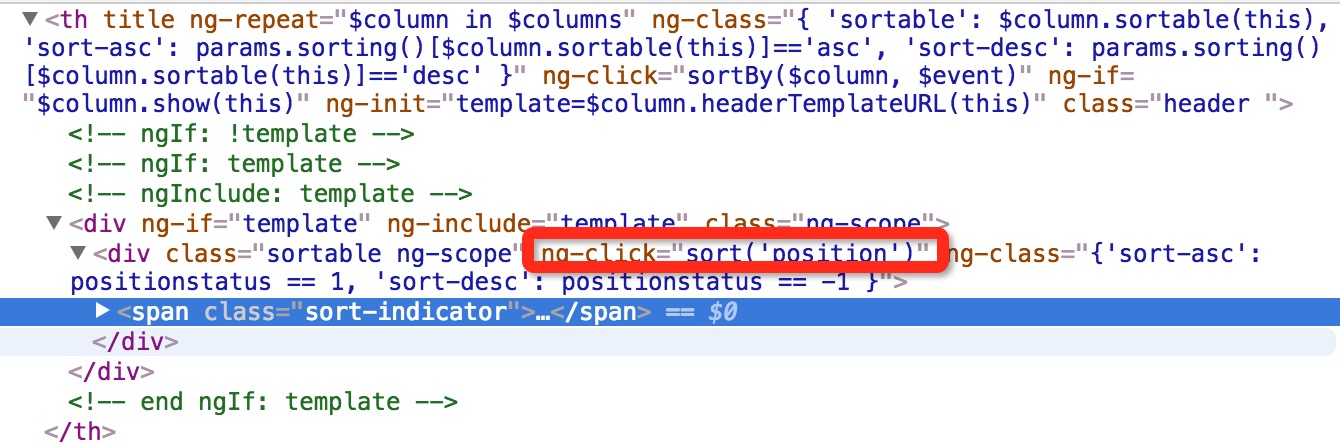 ▼<th title ng-repeat="$column in $columns" ng-class="{ 'sortable': $column.sortable(this),
'sort-asc': params.sorting()[$column.sortable(this)]=='asc', 'sort-desc': params.sorting()
[$column.sortable(this)]=='desc' }" ng-click="sortBy($column, $event)" ng-if=
"$column.show(this)" ng-init="template=$column.headerTemplateURL(this)" class="header ">
<!-- ngIf: !template -->
<!-- ngIf: template -->
<!-- ngInclude: template -->
▼<div ng-if="template" ng-include="template" class="ng-scope">
▼<div class="sortable ng-scope" ng-click="sort('position')" ng-class="{'sort-asc':
positionstatus == 1, 'sort-desc': positionstatus == -1 }">
▶<span class="sort-indicator">…</span> == $0
</div>
</div>
<!-- end ngIf: template -->
</th>